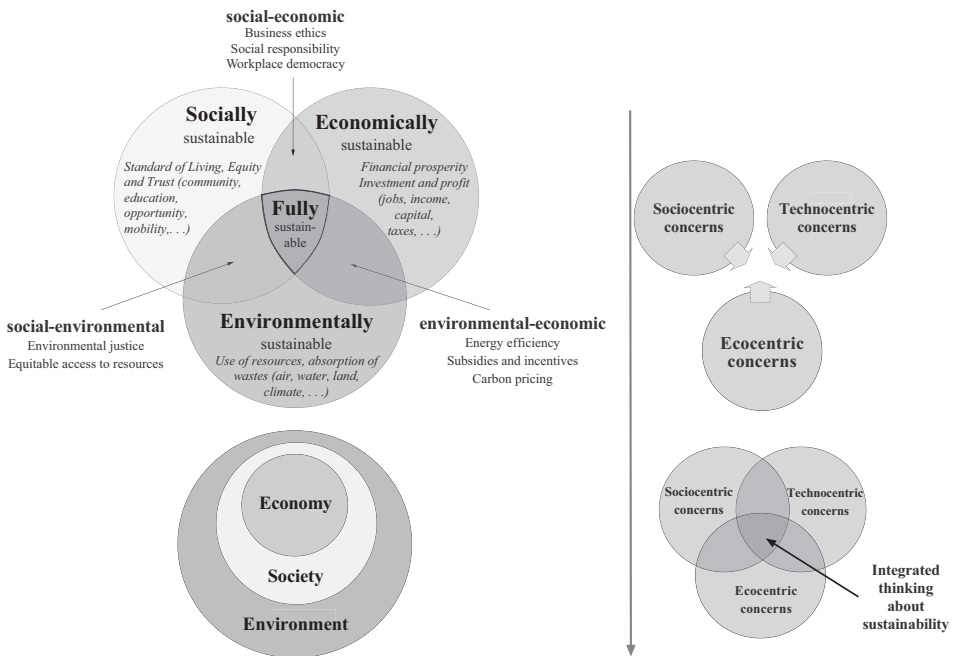 social-economic
Business ethics
Social responsibility
Workplace democracy
Socially
sustainable
Standard of Living, Equity
and Trust (community,
education,
opportunity,
mobility,. . .)
Economically
sustainable
Financial prosperity
Investment and profit
(jobs, income,
capital,
taxes, . . .)
Fully
sustain-
able
social-environmental
Environmental justice
Equitable access to resources
Environmentally
sustainable
Use of resources, absorption of
wastes (air, water, land,
climate, . . .)
environmental-economic
Energy efficiency
Subsidies and incentives
Carbon pricing
Economy
Society
Environment
Sociocentric
concerns
Technocentric
concerns
Ecocentric
concerns
Sociocentric
concerns
Technocentric
concerns
Ecocentric
concerns
Integrated
thinking
about
sustainability